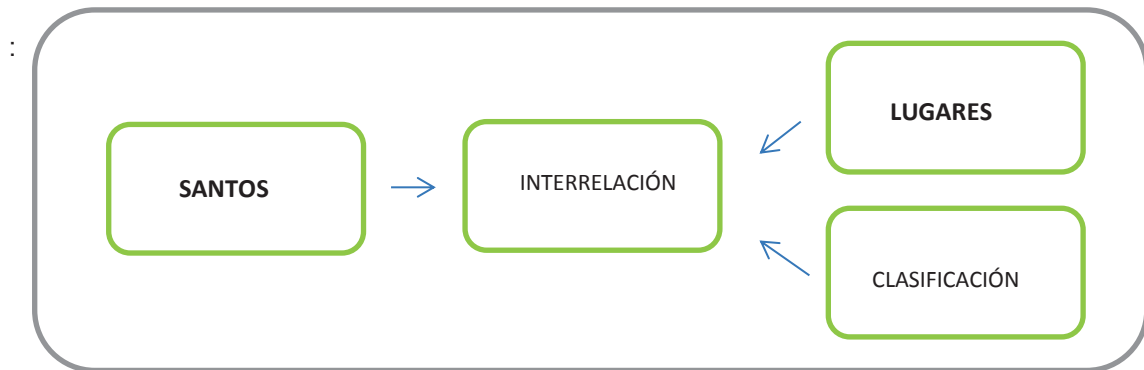 :
LUGARES
SANTOS
INTERRELACIÓN
CLASIFICACIÓN